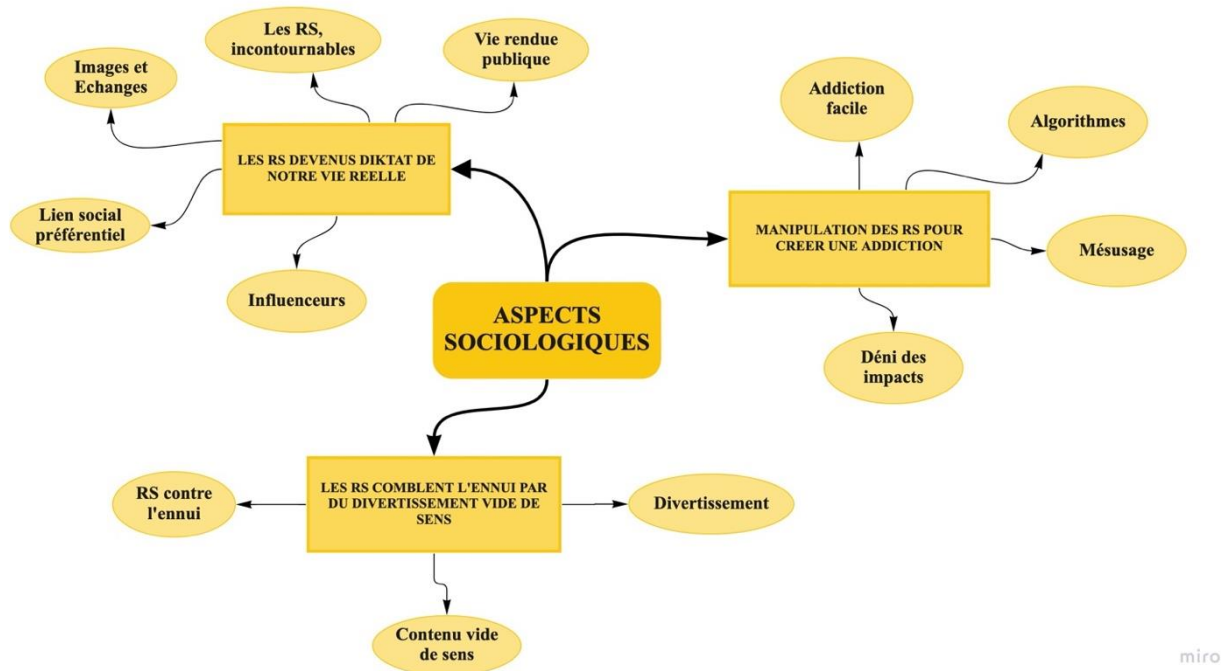 Les RS,
incontournables
Vie rendue
publique
Images et
Echanges
LES RS DEVENUS DIKTAT DE
NOTRE VIE REELLE
Lien social
préférentiel
Influenceurs
Addiction
facile
Algorithmes
MANIPULATION DES RS POUR
CREER UNE ADDICTION
Mésusage
Déni des
impacts
ASPECTS
SOCIOLOGIQUES
LES RS COMBLENT L'ENNUI PAR
DU DIVERTISSEMENT VIDE DE
SENS
RS contre
l'ennui
Divertissement
Contenu vide
de sens
miro